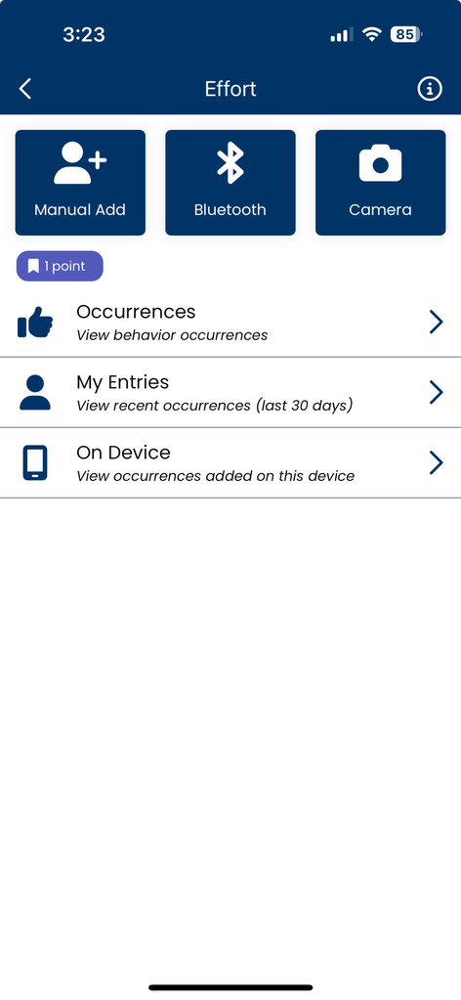 3:23
85
Effort
Manual Add
Bluetooth
Camera
1 point
Occurrences
View behavior occurrences
My Entries
View recent occurrences (last 30 days)
On Device
View occurrences added on this device